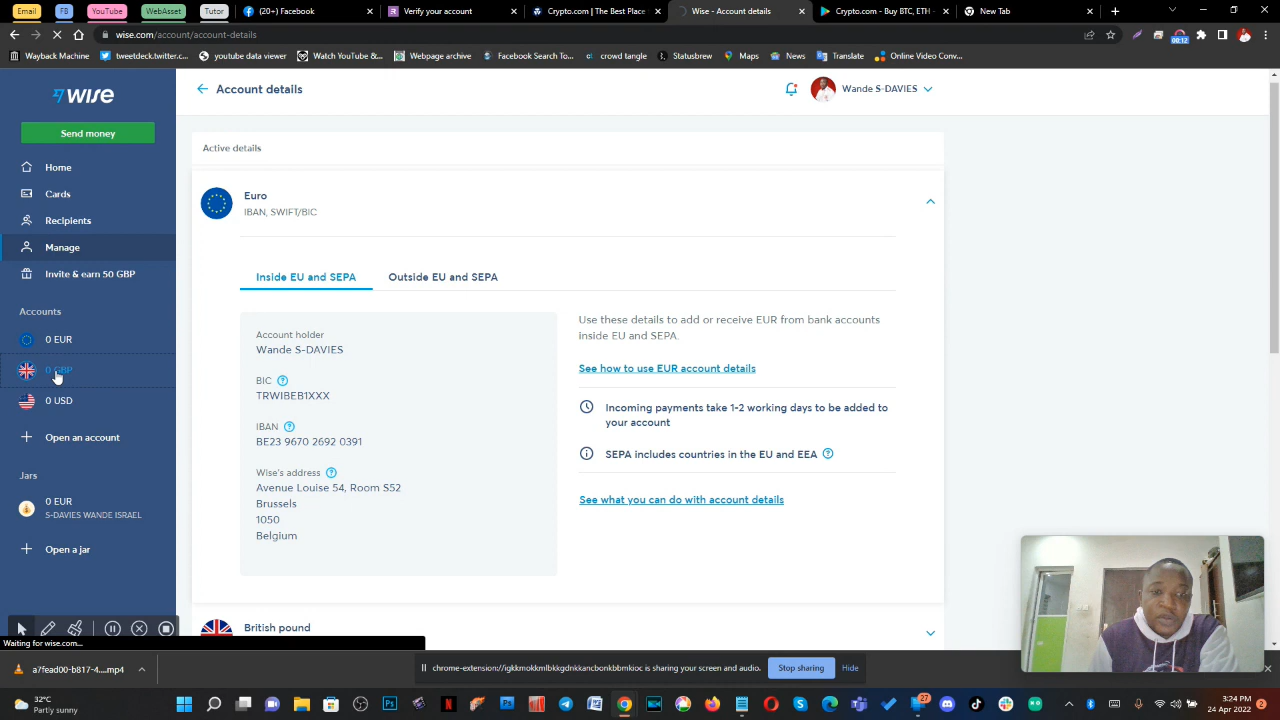 Email
FB
YouTube
WebAsset
Tutor
(20+) Facebook
Verify your account
Crypto.com | The Best Place
Wise - Account details
Crypto.com - Buy BTC,ETH
New Tab
wise.com/account/account-details
00:12
Wayback Machine
tweetdeck.twitter.c...
youtube data viewer
Watch YouTube &...
Webpage archive
Facebook Search To...
crowd tangle
Statusbrew
Maps
News
Translate
Online Video Conv...
WISE
Account details
Wande S-DAVIES
Send money
Active details
Home
Cards
Recipients
Manage
Invite & earn 50 GBP
Accounts
0 EUR
0 GBP
0 USD
Open an account
Jars
0 EUR
S-DAVIES WANDE ISRAEL
Open a jar
Euro
IBAN, SWIFT/BIC
Inside EU and SEPA
Outside EU and SEPA
Account holder
Wande S-DAVIES
BIC
TRWIBEB1XXX
IBAN
BE23 9670 2692 0391
Wise's address
Avenue Louise 54, Room S52
Brussels
1050
Belgium
Use these details to add or receive EUR from bank accounts
inside EU and SEPA.
See how to use EUR account details
Incoming payments take 1-2 working days to be added to
your account
SEPA includes countries in the EU and EEA
See what you can do with account details
British pound
Waiting for wise.com...
a7fead00-b817-4....mp4
chrome-extension://igkkmokkmlbkkgdnkkancbonkbbmkioc is sharing your screen and audio.
Stop sharing
Hide
32°C
Partly sunny
27
3:24 PM
24 Apr 2022